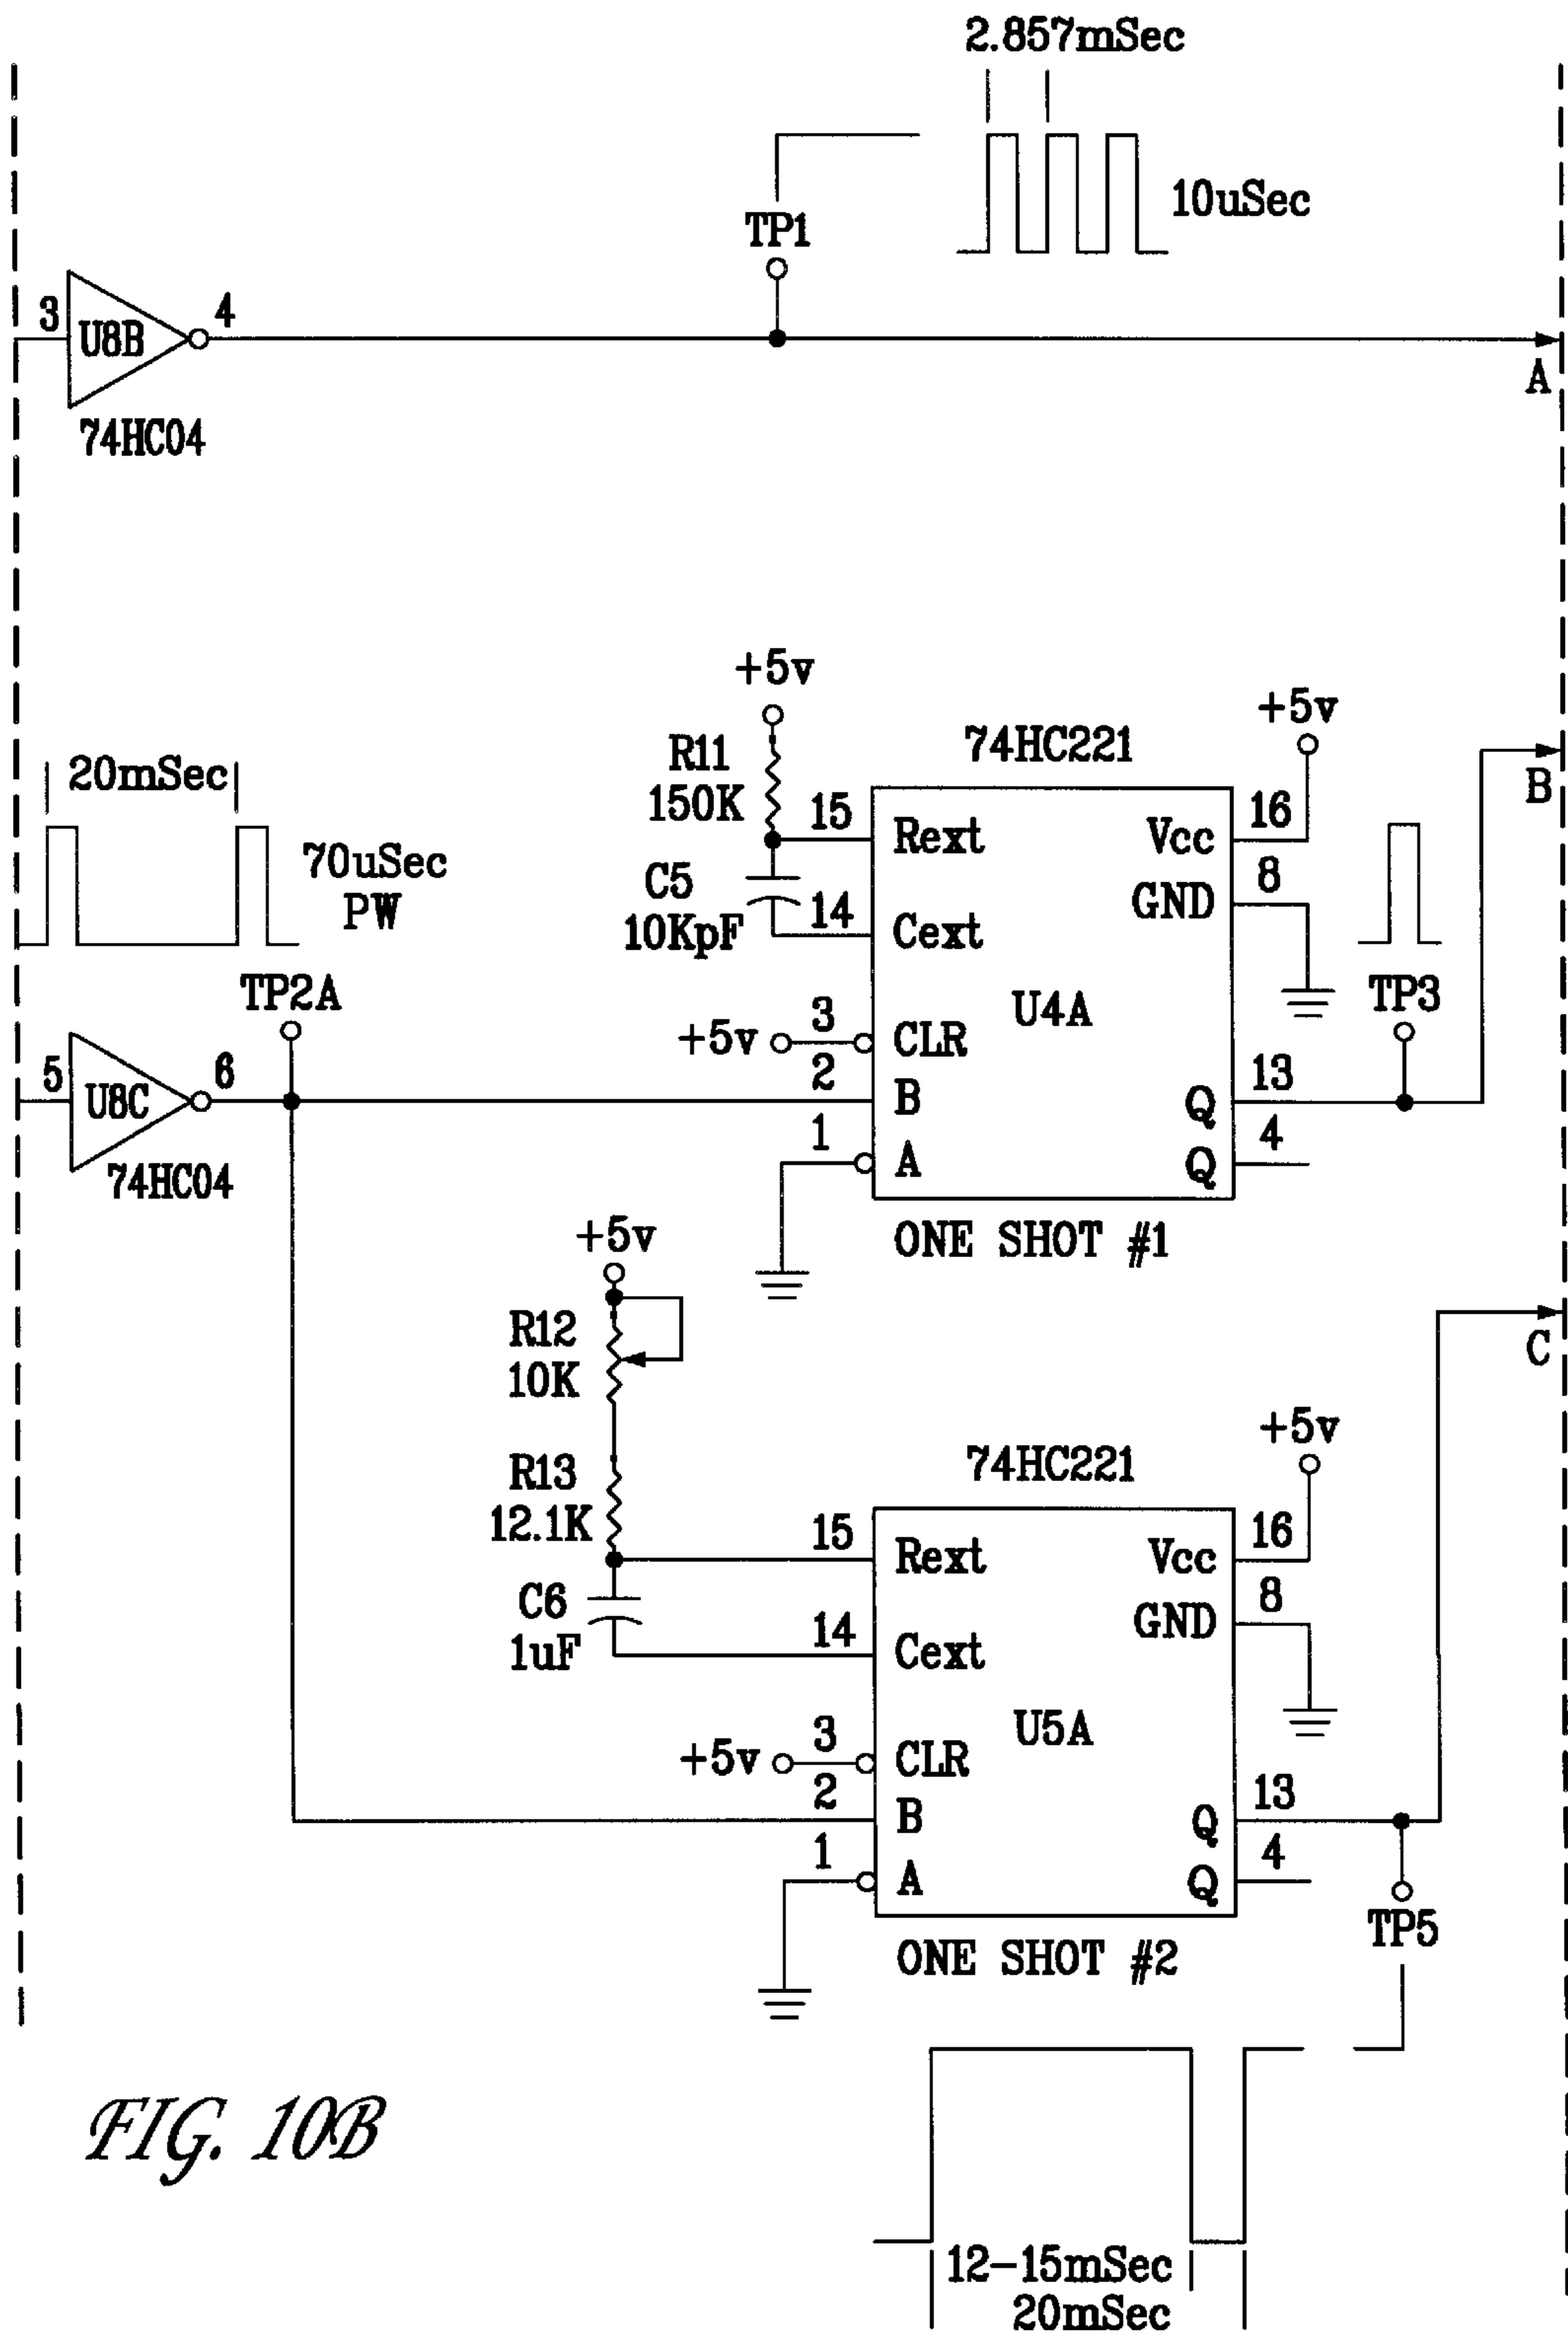 2.857mSec
10uSec
TP1
3
U8B
4
A
74HC04
+5v
+5v
74HC221
R11
150K
20mSec
B
15
Rext
Vcc
16
70uSec
PW
C5
10KpF
14
Cext
GND
8
TP2A
U4A
TP3
+5v
3
CLR
5
U8C
6
2
B
Q
13
1
A
Q
4
74HC04
ONE SHOT #1
+5v
R12
10K
C
+5v
74HC221
R13
12.1K
15
Rext
Vcc
16
C6
1uF
14
Cext
GND
8
U5A
+5v
3
CLR
2
B
Q
13
1
A
Q
4
TP5
ONE SHOT #2
FIG. 10B
12-15mSec
20mSec